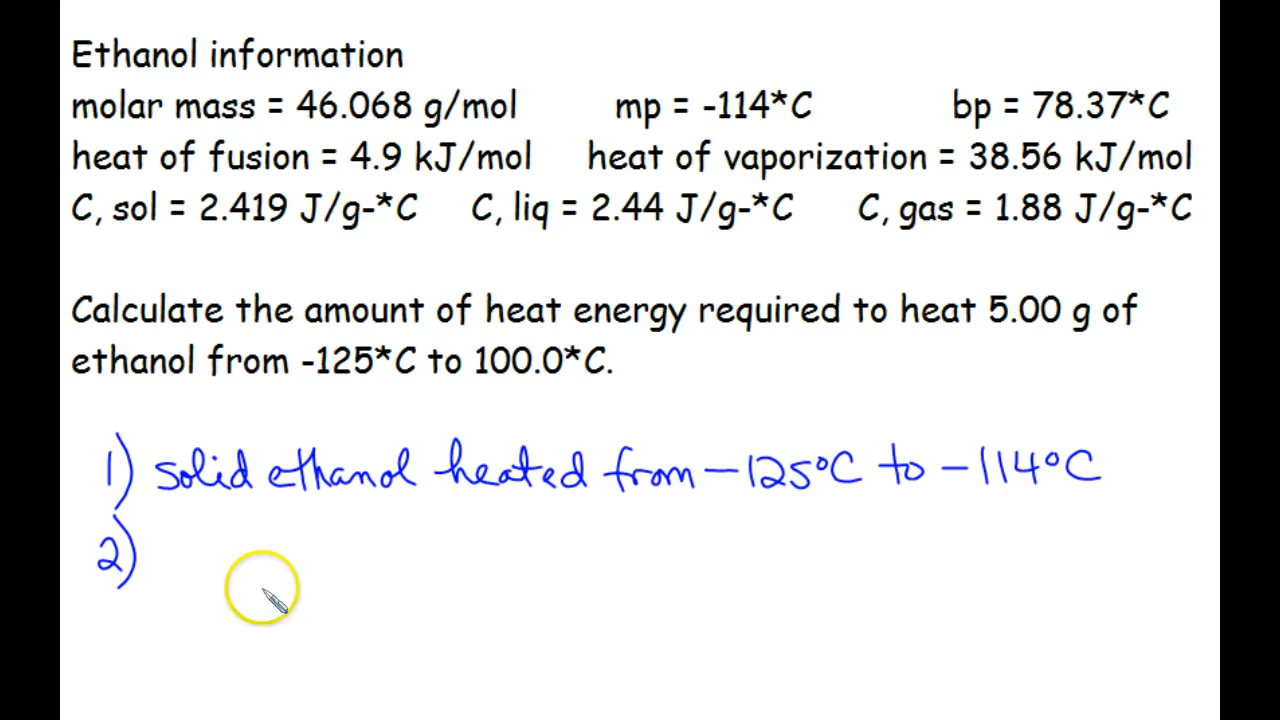 Ethanol information
molar mass = 46.068 g/mol mp = -114*C bp = 78.37*C
heat of fusion = 4.9 kJ/mol heat of vaporization = 38.56 kJ/mol
C, sol = 2.419 J/g-*C C, liq = 2.44 J/g-*C C, gas = 1.88 J/g-*C
Calculate the amount of heat energy required to heat 5.00 g of
ethanol from -125*C to 100.0*C.
1) solid ethanol heated from -125°C to -114°C
2)